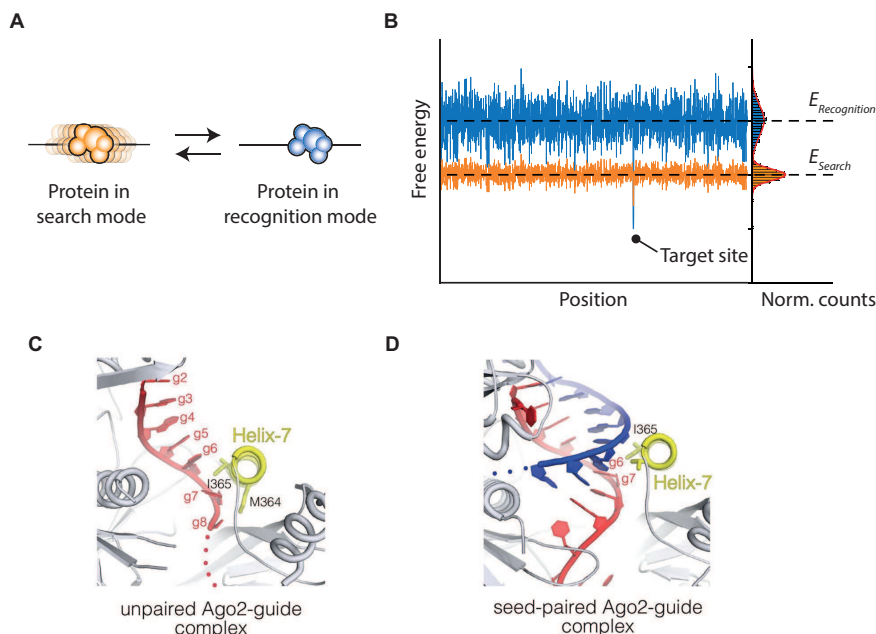 A
Protein in
search mode
Protein in
recognition mode
B
Free energy
E Recognition
E Search
Target site
Position
Norm. counts
C
g2
g3
g4
g5
g6
Helix-7
I365
g7
M364
g8
unpaired Ago2-guide
complex
D
I365
g6
g7
Helix-7
seed-paired Ago2-guide
complex